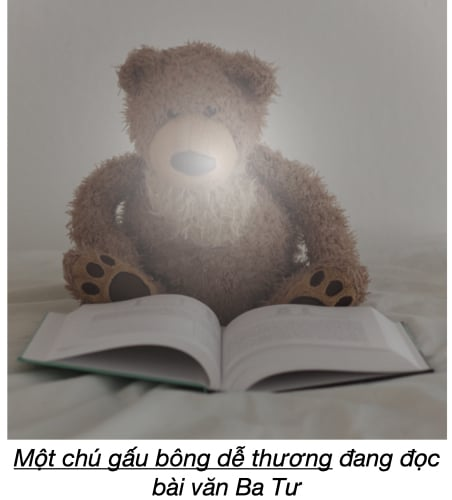 Một chú gấu bông dễ thương đang đọc
bài văn Ba Tư